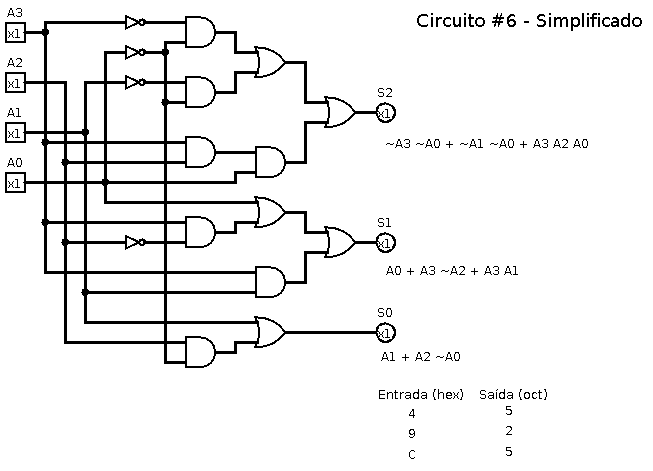 Circuito #6 - Simplificado
A3
x1
A2
x1
A1
x1
A0
x1
S2
x1
~A3 ~A0 + ~A1 ~A0 + A3 A2 A0
S1
x1
A0 + A3 ~A2 + A3 A1
S0
x1
A1 + A2 ~A0
Entrada (hex) Saída (oct)
4 5
9 2
C 5